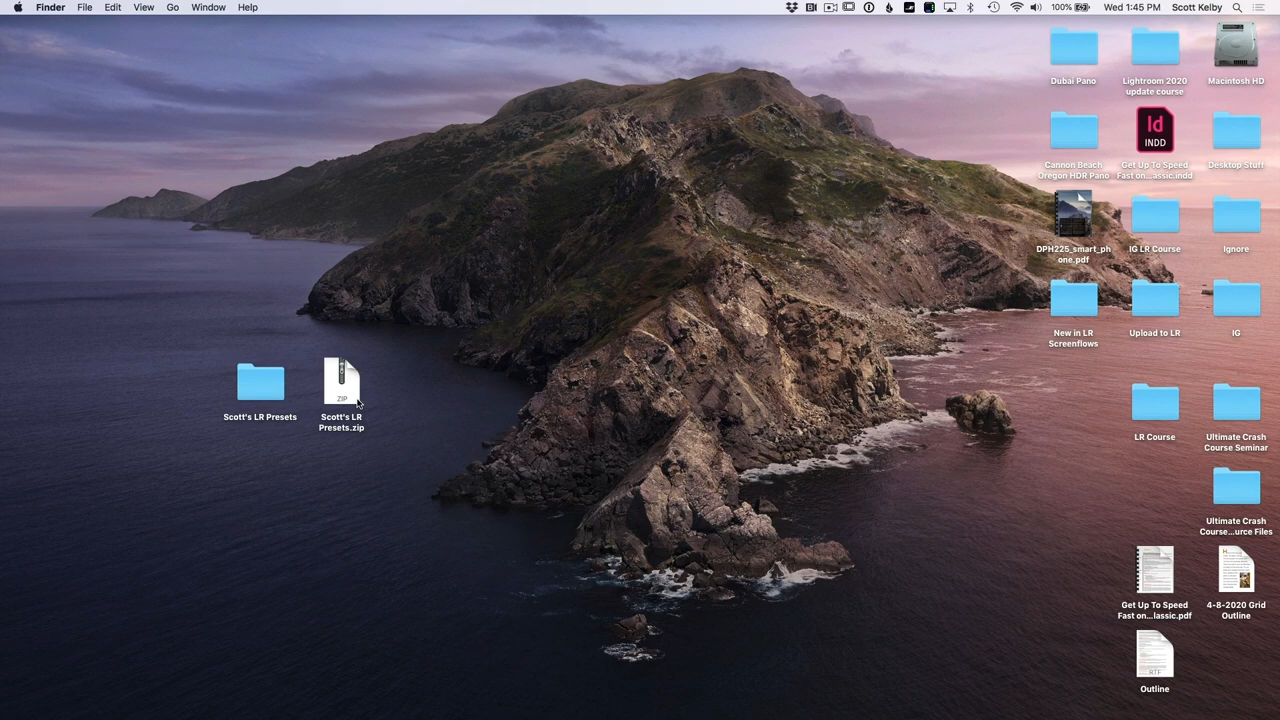 Finder File Edit View Go Window Help
100% Wed 1:45 PM Scott Kelby
Dubai Pano
Lightroom 2020
update course
Macintosh HD
Cannon Beach
Oregon HDR Pano
Id
INDD
Get Up To Speed
Fast on...assic.indd
Desktop Stuff
DPH225_smart_ph
one.pdf
IG LR Course
Ignore
New in LR
Screenflows
Upload to LR
IG
Scott's LR Presets
ZIP
Scott's LR
Presets.zip
LR Course
Ultimate Crash
Course Seminar
Ultimate Crash
Course...urce Files
Get Up To Speed
Fast on...lassic.pdf
4-8-2020 Grid
Outline
RTF
Outline